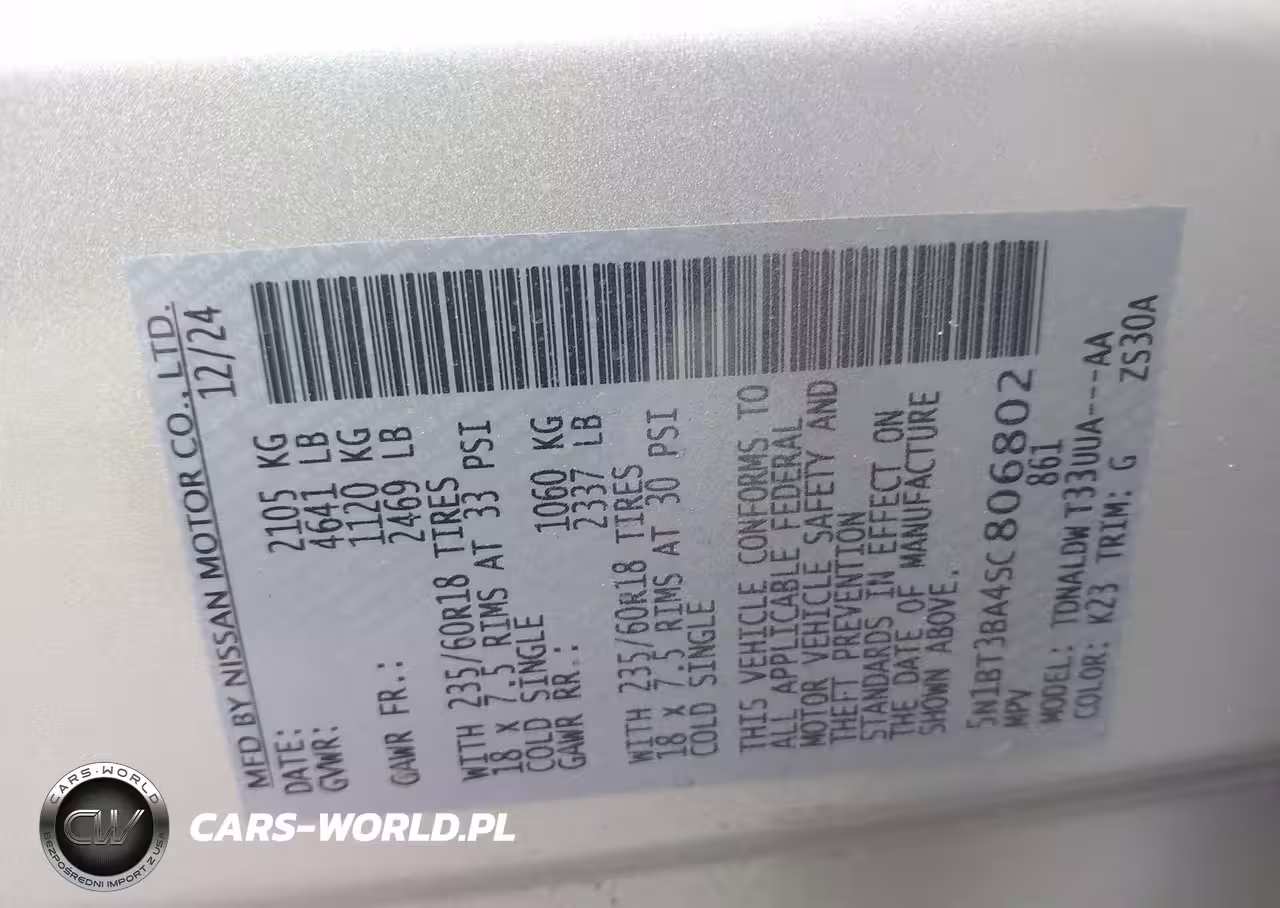 MFD BY NISSAN MOTOR CO., LTD.
DATE: 12/24
GVWR: 2105 KG
4641 LB
GAWR FR.: 1120 KG
2469 LB
WITH 235/60R18 TIRES
18 x 7.5 RIMS AT 33 PSI
COLD SINGLE
GAWR RR.: 1060 KG
2337 LB
WITH 235/60R18 TIRES
18 x 7.5 RIMS AT 30 PSI
COLD SINGLE
THIS VEHICLE CONFORMS TO
ALL APPLICABLE FEDERAL
MOTOR VEHICLE SAFETY AND
THEFT PREVENTION
STANDARDS IN EFFECT ON
THE DATE OF MANUFACTURE
SHOWN ABOVE.
5N1BT3BA4SC806802
MPV 861
MODEL: TDNALDW T33UUA---AA
COLOR: K23 TRIM: G ZS30A
CARS-WORLD
CW
BEZPOŚREDNI IMPORT Z USA
CARS-WORLD.PL